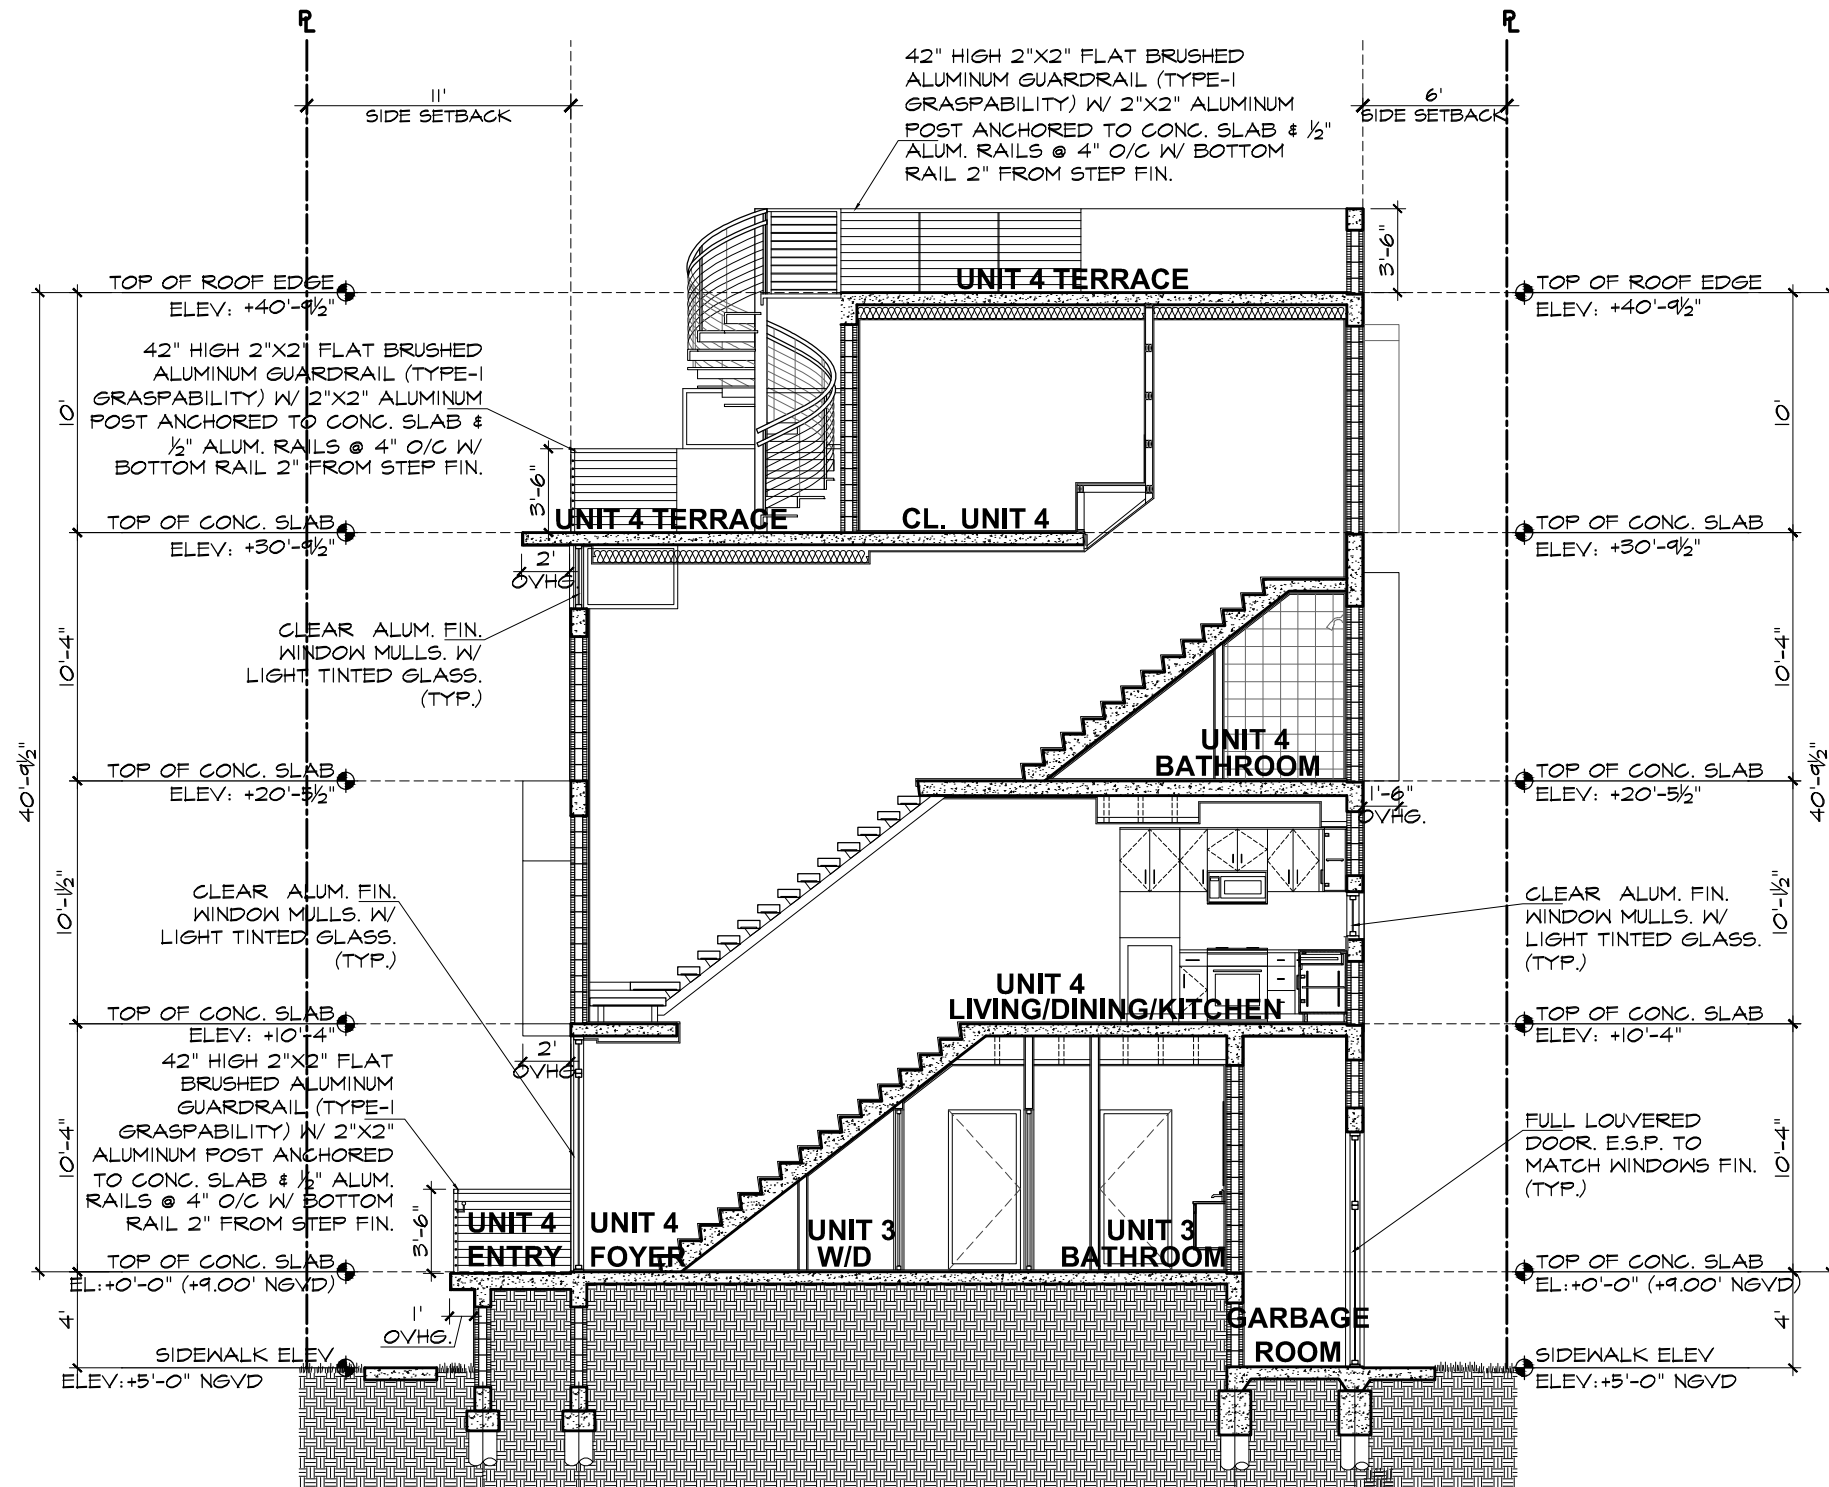 PL
PL
11'
SIDE SETBACK
6'
SIDE SETBACK
42" HIGH 2"X2" FLAT BRUSHED
ALUMINUM GUARDRAIL (TYPE-I
GRASPABILITY) W/ 2"X2" ALUMINUM
POST ANCHORED TO CONC. SLAB & ½"
ALUM. RAILS @ 4" O/C W/ BOTTOM
RAIL 2" FROM STEP FIN.
3'-6"
UNIT 4 TERRACE
TOP OF ROOF EDGE
ELEV: +40'-9½"
TOP OF ROOF EDGE
ELEV: +40'-9½"
42" HIGH 2"X2" FLAT BRUSHED
ALUMINUM GUARDRAIL (TYPE-I
GRASPABILITY) W/ 2"X2" ALUMINUM
POST ANCHORED TO CONC. SLAB &
½" ALUM. RAILS @ 4" O/C W/
BOTTOM RAIL 2" FROM STEP FIN.
10'
10'
3'-6"
TOP OF CONC. SLAB
ELEV: +30'-9½"
UNIT 4 TERRACE
CL. UNIT 4
TOP OF CONC. SLAB
ELEV: +30'-9½"
2'
OVHG.
CLEAR ALUM. FIN.
WINDOW MULLS. W/
LIGHT TINTED GLASS.
(TYP.)
10'-4"
10'-4"
UNIT 4
BATHROOM
40'-9½"
40'-9½"
TOP OF CONC. SLAB
ELEV: +20'-5½"
TOP OF CONC. SLAB
ELEV: +20'-5½"
1'-6"
OVHG.
CLEAR ALUM. FIN.
WINDOW MULLS. W/
LIGHT TINTED GLASS.
(TYP.)
10'-1½"
10'-1½"
CLEAR ALUM. FIN.
WINDOW MULLS. W/
LIGHT TINTED GLASS.
(TYP.)
UNIT 4
LIVING/DINING/KITCHEN
TOP OF CONC. SLAB
ELEV: +10'-4"
TOP OF CONC. SLAB
ELEV: +10'-4"
2'
OVHG.
42" HIGH 2"X2" FLAT
BRUSHED ALUMINUM
GUARDRAIL (TYPE-I
GRASPABILITY) W/ 2"X2"
ALUMINUM POST ANCHORED
TO CONC. SLAB & ½" ALUM.
RAILS @ 4" O/C W/ BOTTOM
RAIL 2" FROM STEP FIN.
10'-4"
10'-4"
FULL LOUVERED
DOOR. E.S.P. TO
MATCH WINDOWS FIN.
(TYP.)
3'-6"
UNIT 4
ENTRY
UNIT 4
FOYER
UNIT 3
W/D
UNIT 3
BATHROOM
TOP OF CONC. SLAB
EL:+0'-0" (+9.00' NGVD)
TOP OF CONC. SLAB
EL:+0'-0" (+9.00' NGVD)
1'
OVHG.
4'
4'
GARBAGE
ROOM
SIDEWALK ELEV
ELEV:+5'-0" NGVD
SIDEWALK ELEV
ELEV:+5'-0" NGVD